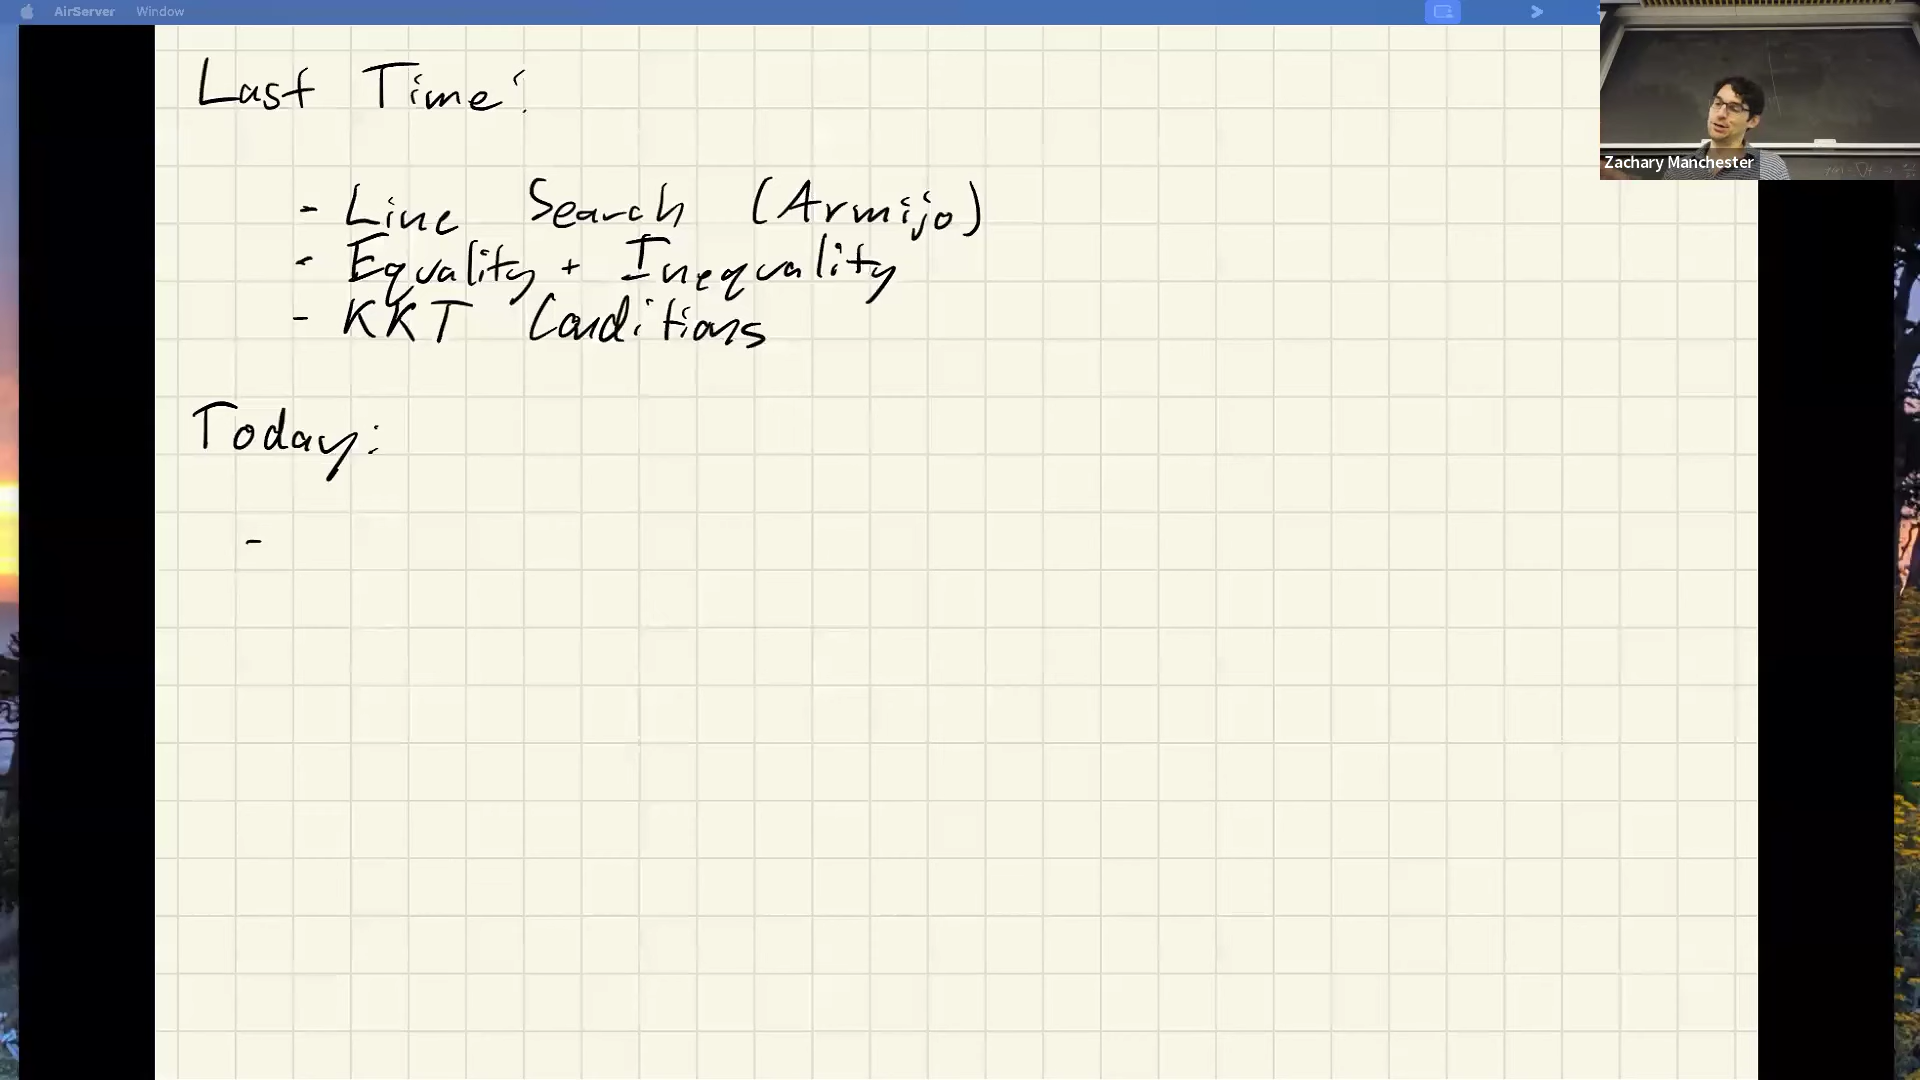 AirServer Window
Last Time:
- Line Search (Armijo)
- Equality + Inequality
- KKT Conditions
Today:
-
Zachary Manchester